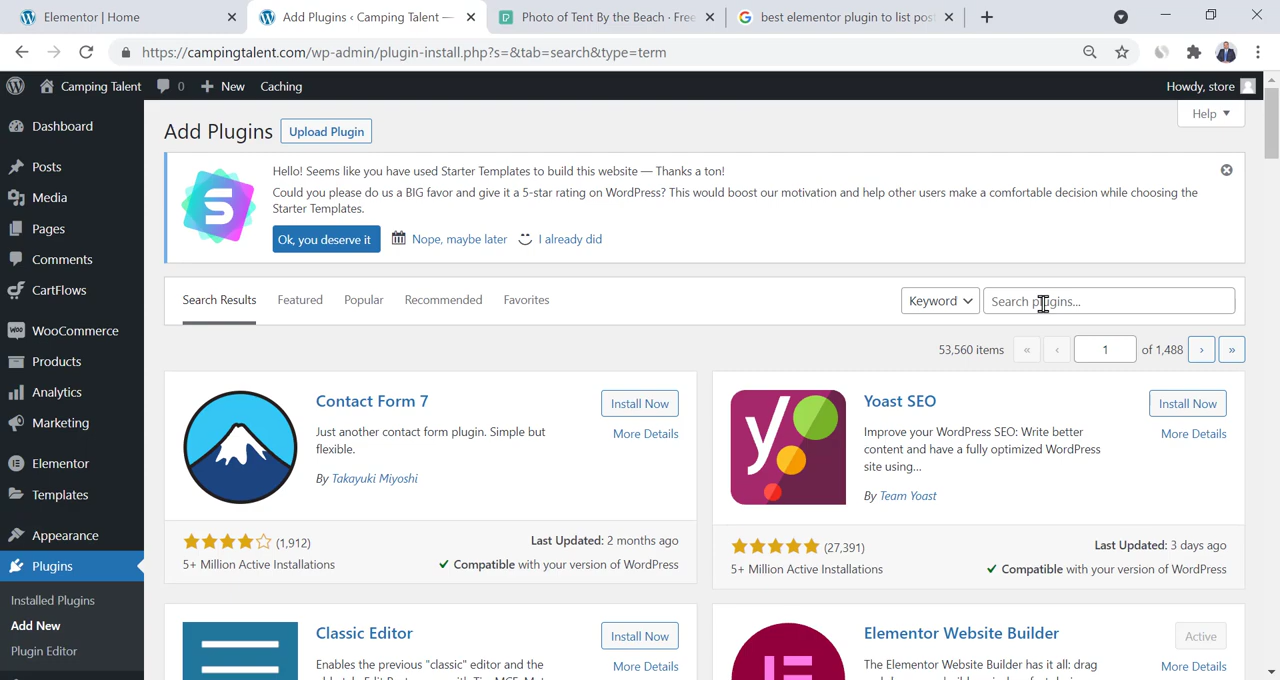 Elementor | Home
Add Plugins ‹ Camping Talent —
Photo of Tent By the Beach · Free
best elementor plugin to list post
https://campingtalent.com/wp-admin/plugin-install.php?s=&tab=search&type=term
Camping Talent
0
New
Caching
Howdy, store
Dashboard
Posts
Media
Pages
Comments
CartFlows
WooCommerce
Products
Analytics
Marketing
Elementor
Templates
Appearance
Plugins
Installed Plugins
Add New
Plugin Editor
Help
Add Plugins
Upload Plugin
Hello! Seems like you have used Starter Templates to build this website — Thanks a ton!
Could you please do us a BIG favor and give it a 5-star rating on WordPress? This would boost our motivation and help other users make a comfortable decision while choosing the
Starter Templates.
Ok, you deserve it
Nope, maybe later
I already did
Search Results
Featured
Popular
Recommended
Favorites
Keyword
Search plugins...
53,560 items
«
‹
1
of 1,488
›
»
Contact Form 7
Install Now
More Details
Just another contact form plugin. Simple but
flexible.
By Takayuki Miyoshi
(1,912)
5+ Million Active Installations
Last Updated: 2 months ago
Compatible with your version of WordPress
Yoast SEO
Install Now
More Details
Improve your WordPress SEO: Write better
content and have a fully optimized WordPress
site using...
By Team Yoast
(27,391)
5+ Million Active Installations
Last Updated: 3 days ago
Compatible with your version of WordPress
Classic Editor
Install Now
More Details
Enables the previous "classic" editor and the
Elementor Website Builder
Active
More Details
The Elementor Website Builder has it all: drag